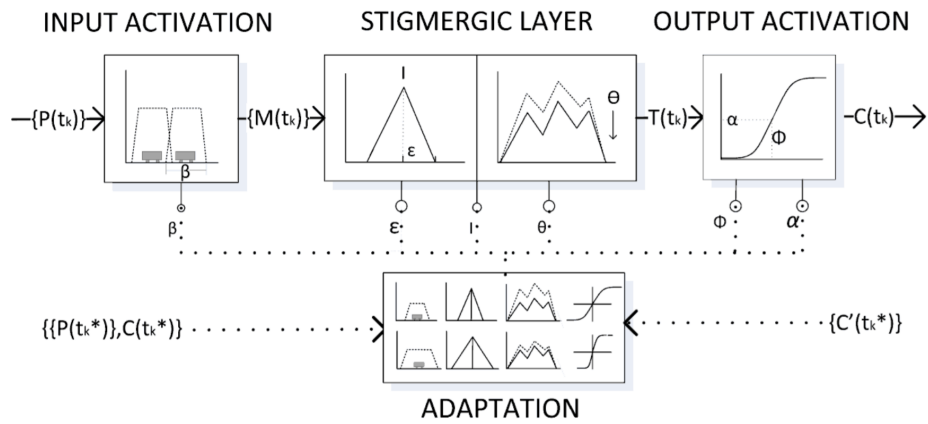 INPUT ACTIVATION STIGMERGIC LAYER OUTPUT ACTIVATION
I
Θ
{P(tₖ)} {M(tₖ)} T(tₖ) α C(tₖ)
Φ
ε
β
β ε I θ Φ α
{{P(tₖ*)},C(tₖ*)} {C'(tₖ*)}
ADAPTATION